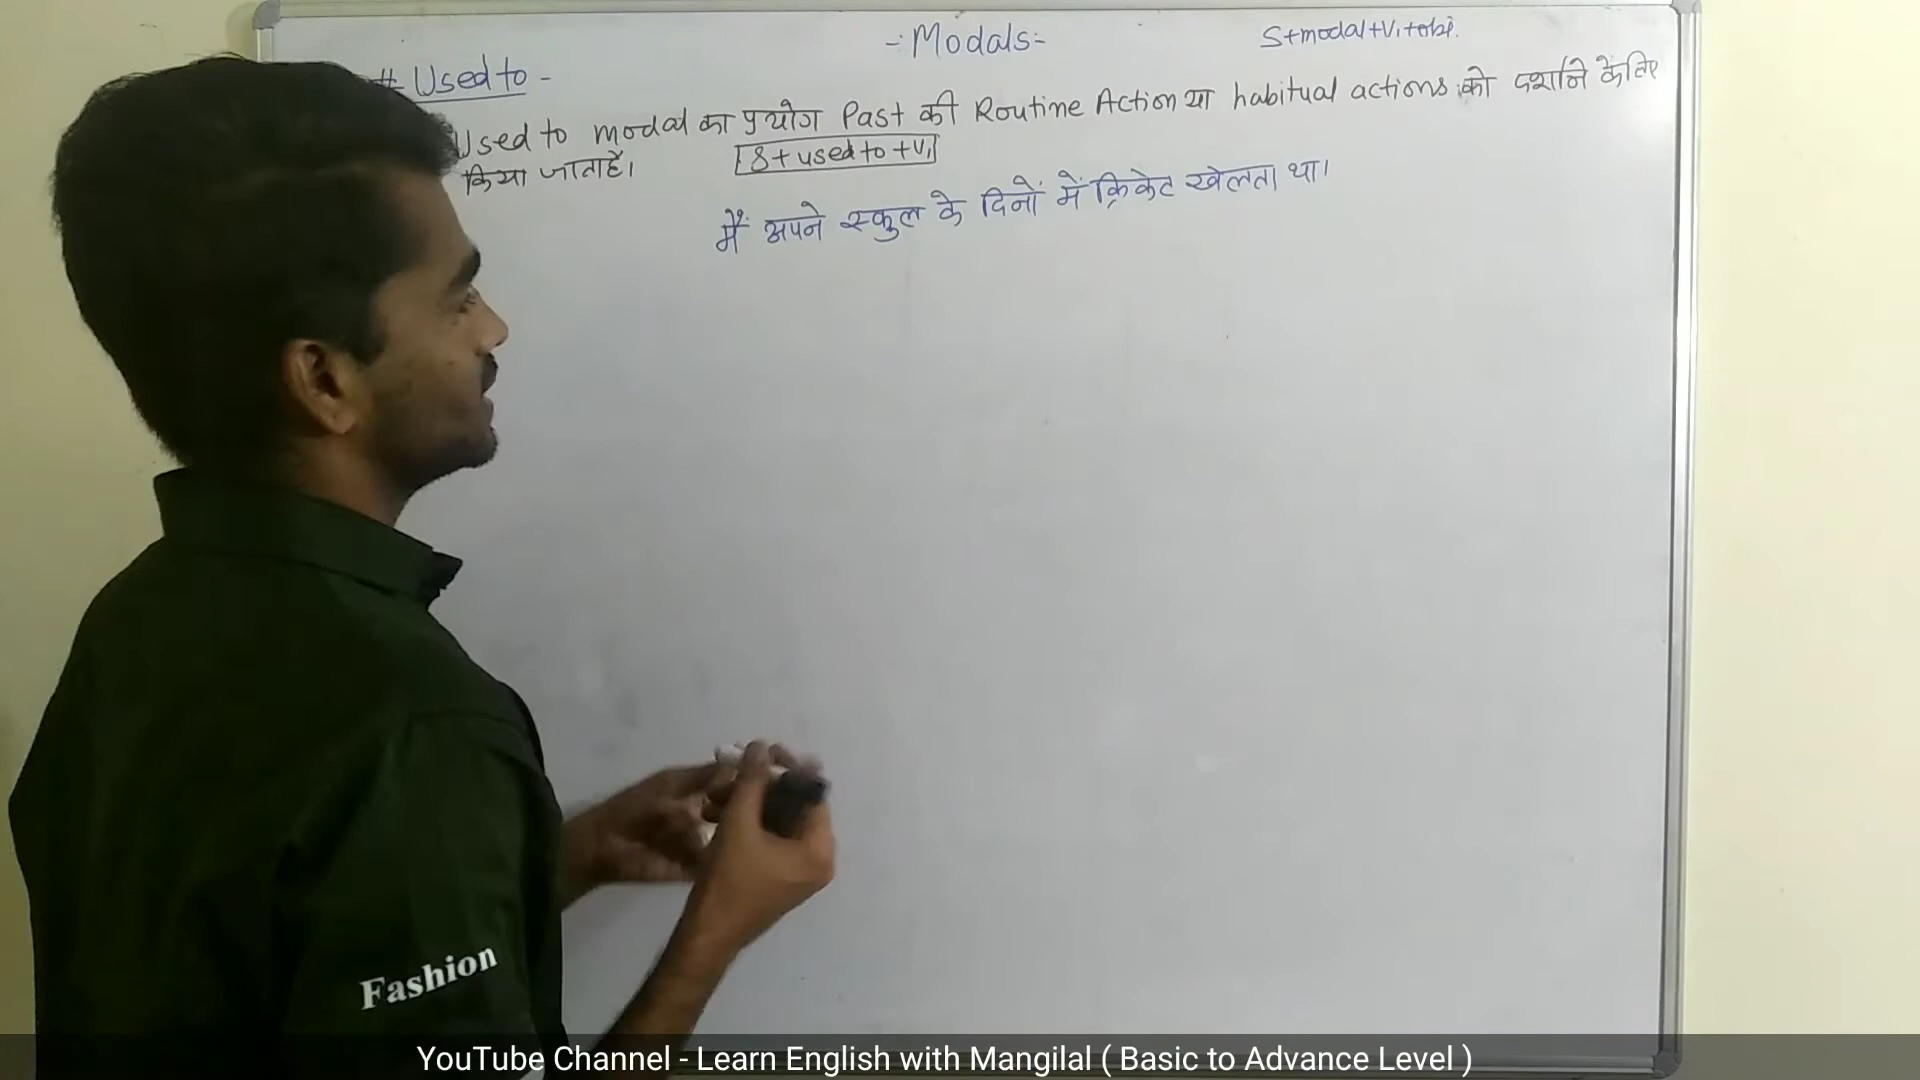 -: Modals:-
S+modal+V₁+obj.
# Used to -
Used to modal का प्रयोग Past की Routine Action या habitual actions को दर्शाने के लिए
किया जाता हैं।
S + used to + V₁
मैं अपने स्कुल के दिनों में क्रिकेट खेलता था।
Fashion
YouTube Channel - Learn English with Mangilal ( Basic to Advance Level )